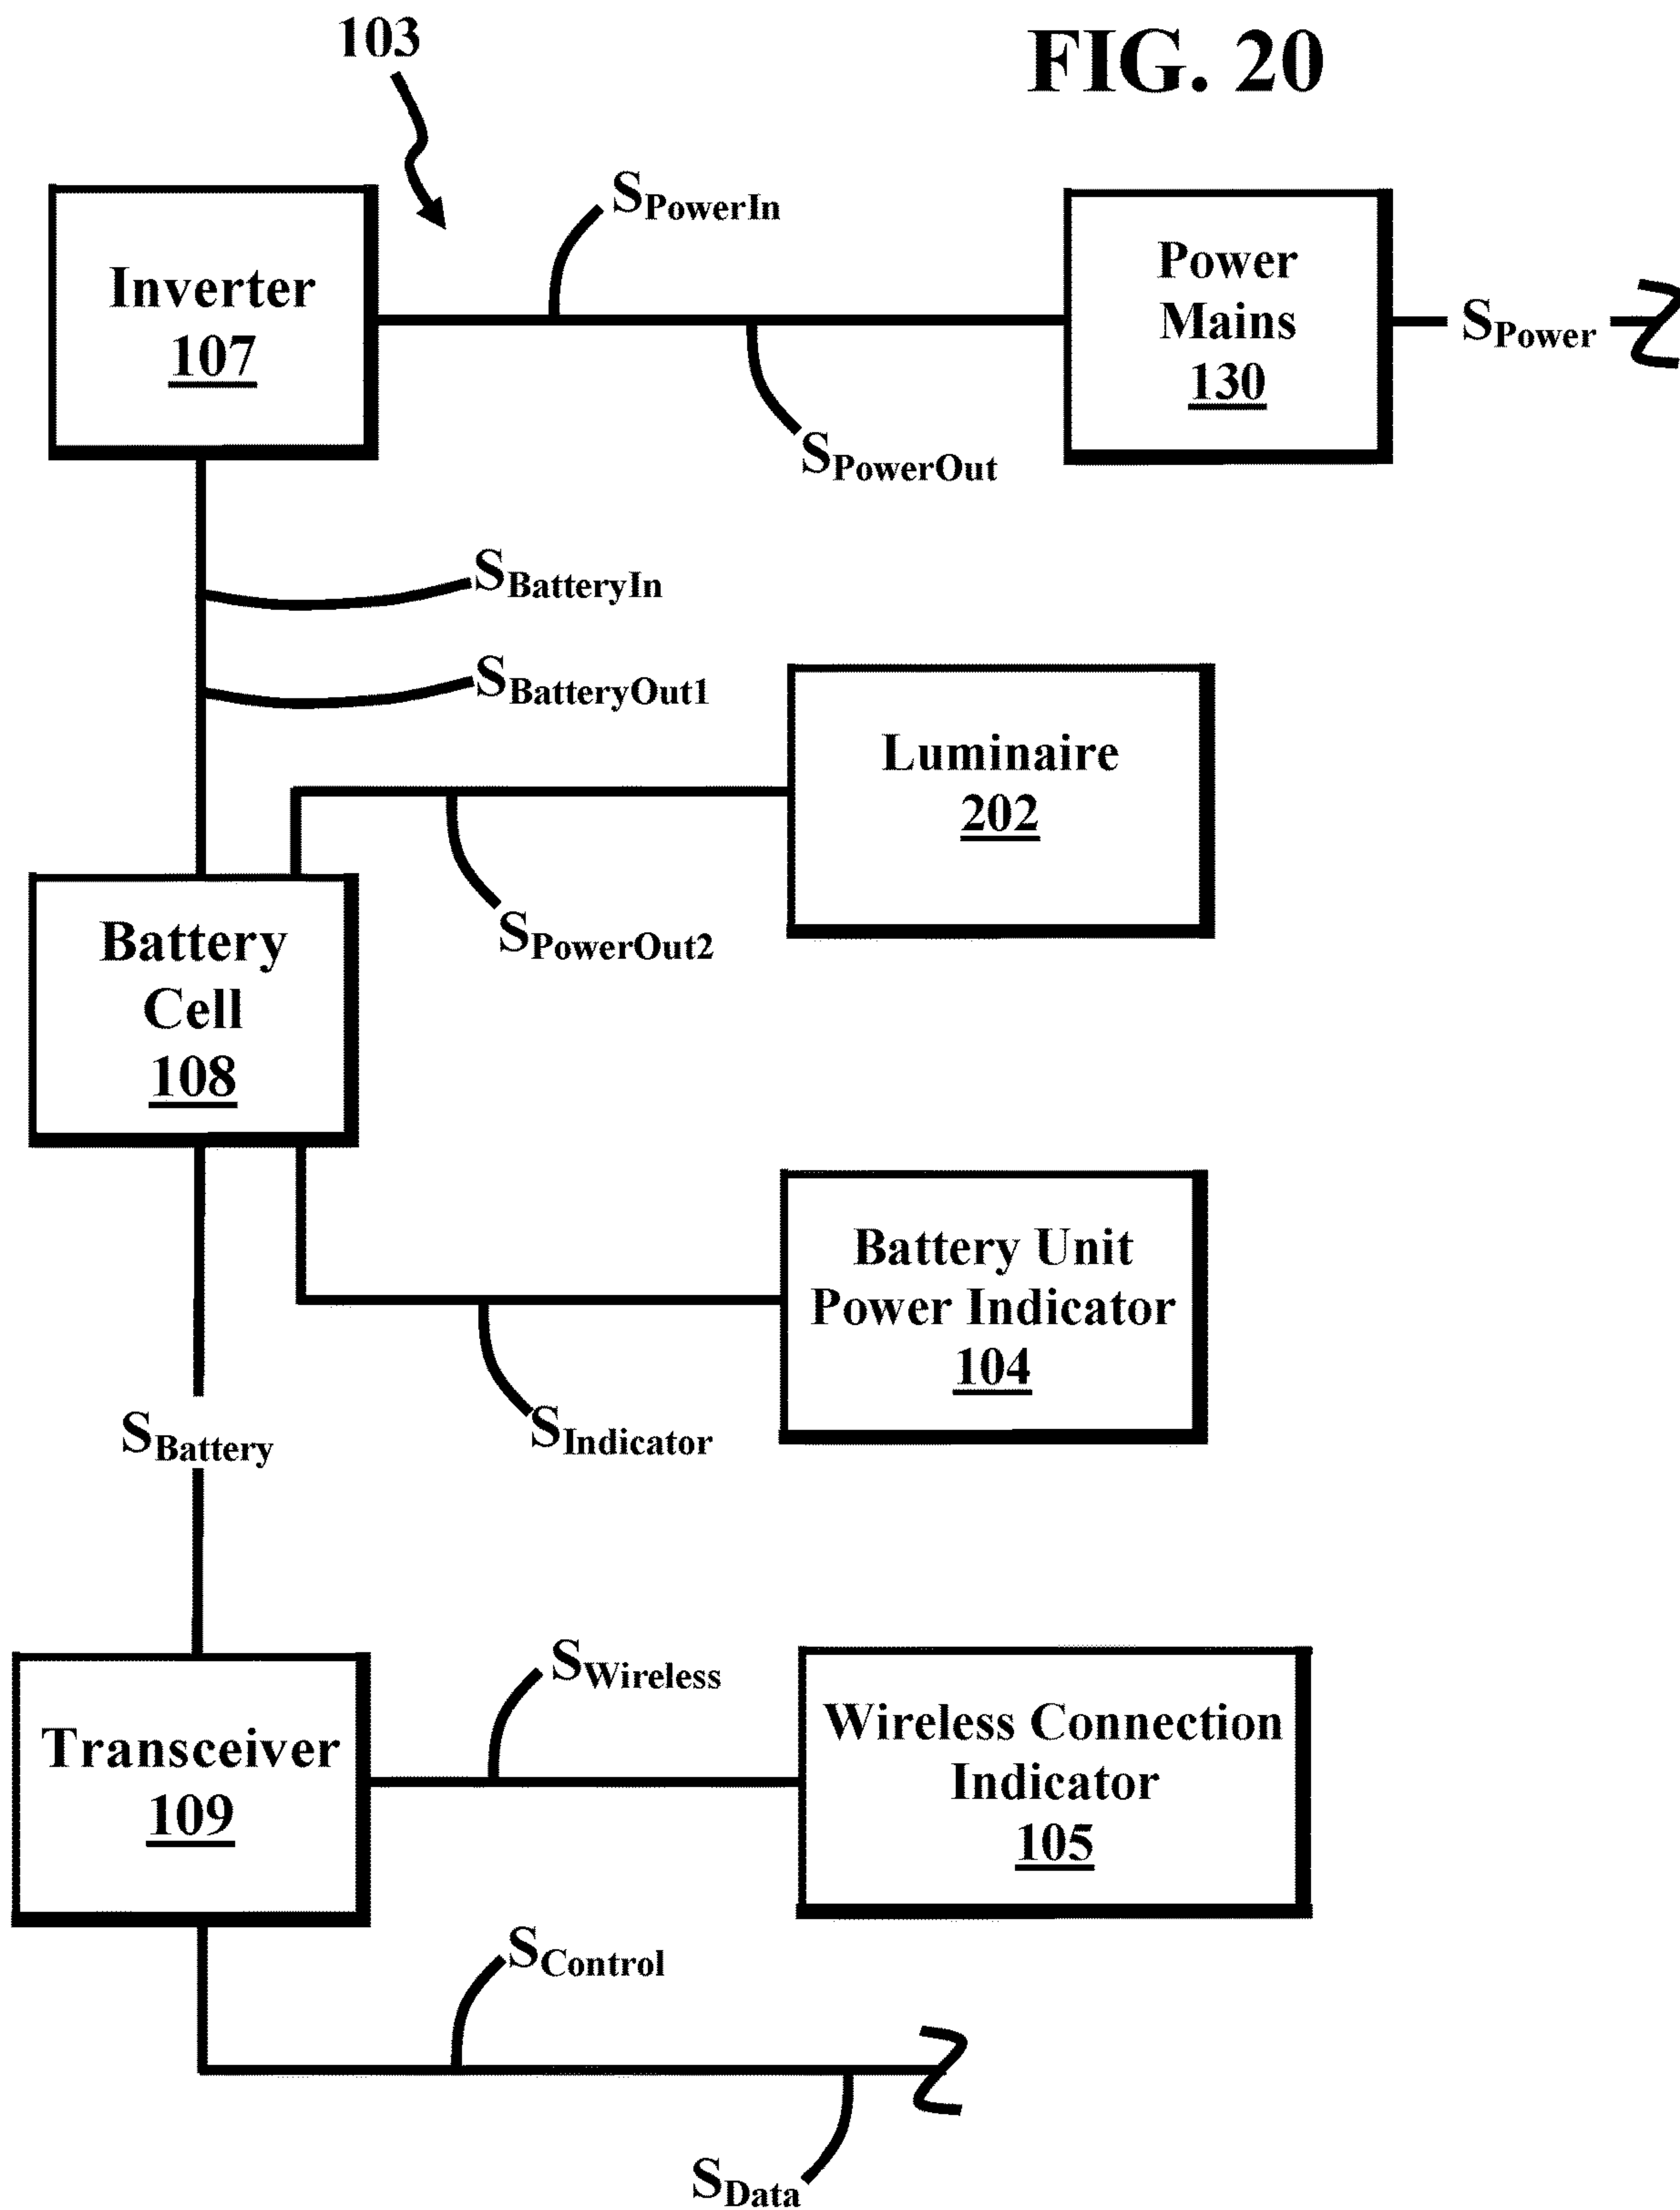 103
FIG. 20
Inverter
107
SPowerIn
SPowerOut
Power
Mains
130
SPower
SBatteryIn
SBatteryOut1
Luminaire
202
SPowerOut2
Battery
Cell
108
Battery Unit
Power Indicator
104
SIndicator
SBattery
Transceiver
109
SWireless
Wireless Connection
Indicator
105
SControl
SData